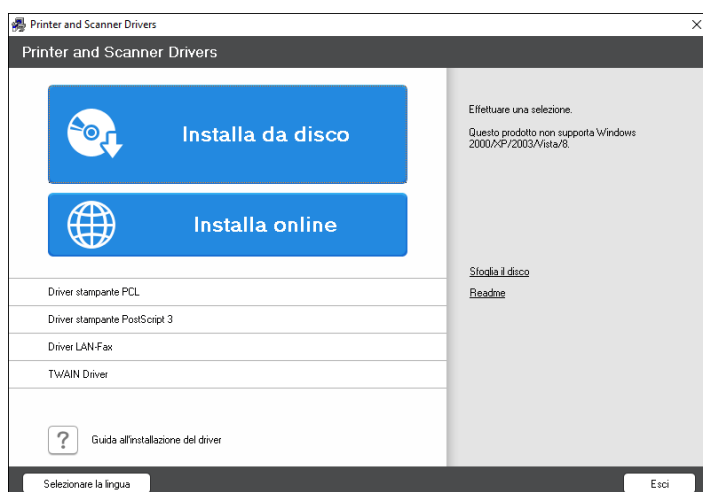 Printer and Scanner Drivers
Printer and Scanner Drivers
Installa da disco
Installa online
Driver stampante PCL
Driver stampante PostScript 3
Driver LAN-Fax
TWAIN Driver
? Guida all'installazione del driver
Effettuare una selezione.
Questo prodotto non supporta Windows
2000/XP/2003/Vista/8.
Sfoglia il disco
Readme
Selezionare la lingua
Esci